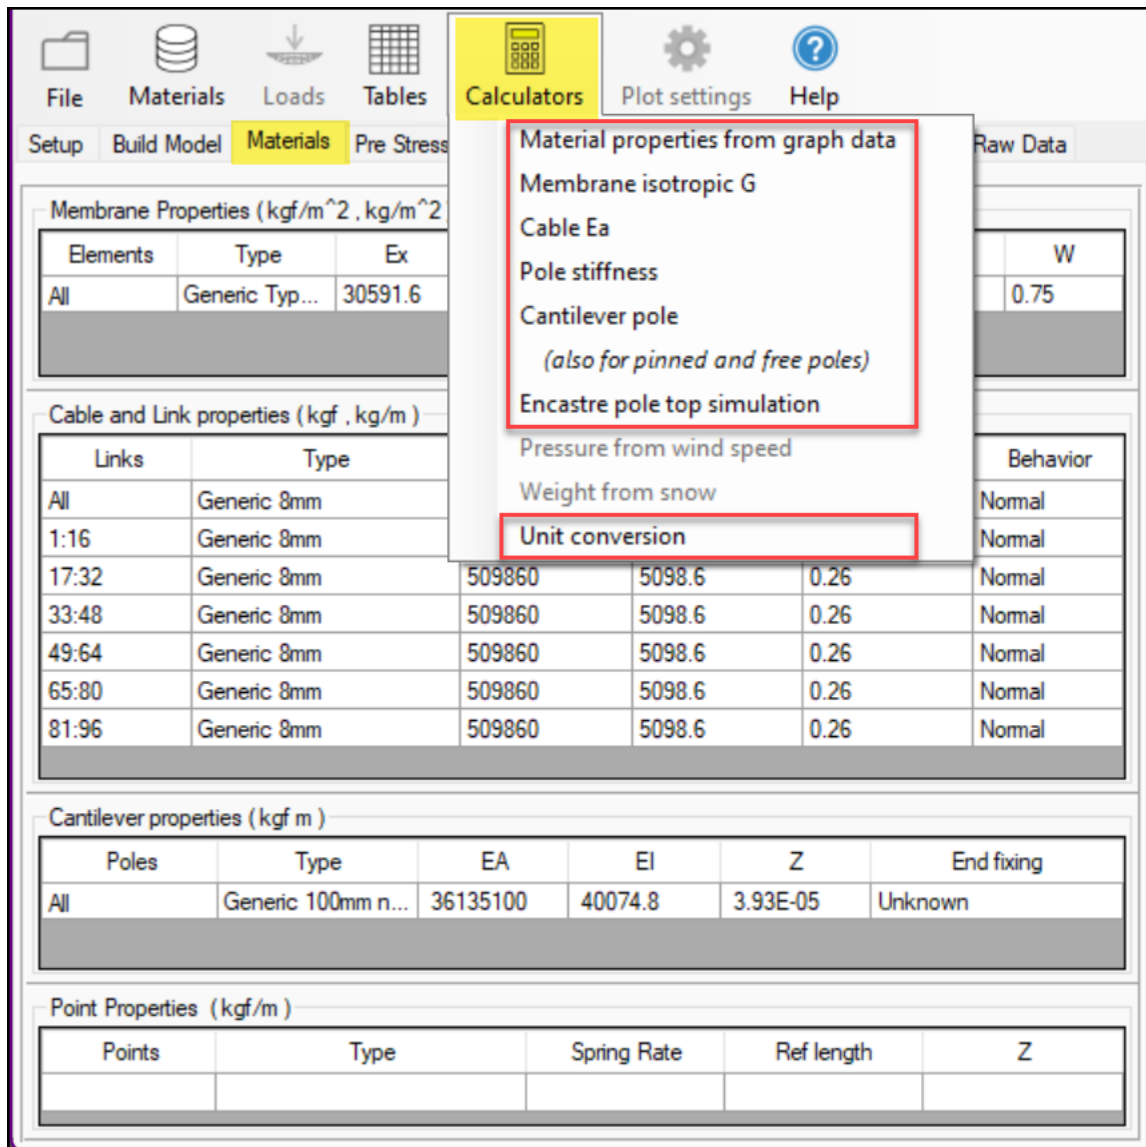 File Materials Loads Tables Calculators Plot settings Help
Setup Build Model Materials Pre Stress Raw Data
Material properties from graph data
Membrane isotropic G
Cable Ea
Pole stiffness
Cantilever pole
(also for pinned and free poles)
Encastre pole top simulation
Pressure from wind speed
Weight from snow
Unit conversion
Membrane Properties ( kgf/m^2 , kg/m^2
Elements Type Ex W
All Generic Typ... 30591.6 0.75
Cable and Link properties ( kgf , kg/m )
Links Type Behavior
All Generic 8mm Normal
1:16 Generic 8mm Normal
17:32 Generic 8mm 509860 5098.6 0.26 Normal
33:48 Generic 8mm 509860 5098.6 0.26 Normal
49:64 Generic 8mm 509860 5098.6 0.26 Normal
65:80 Generic 8mm 509860 5098.6 0.26 Normal
81:96 Generic 8mm 509860 5098.6 0.26 Normal
Cantilever properties ( kgf m )
Poles Type EA EI Z End fixing
All Generic 100mm n... 36135100 40074.8 3.93E-05 Unknown
Point Properties ( kgf/m )
Points Type Spring Rate Ref length Z